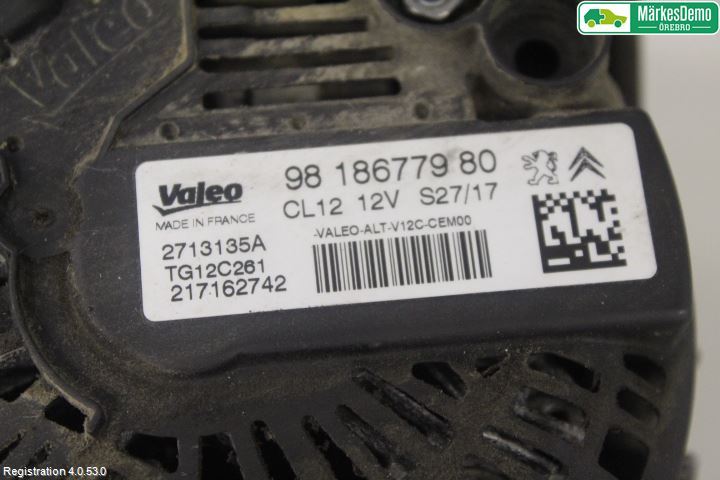 MärkesDemo
ÖREBRO
Valeo
Valeo
MADE IN FRANCE
98 186779 80
CL12 12V S27/17
-VALEO-ALT-V12C-CEM00
2713135A
TG12C261
217162742
Registration 4.0.53.0